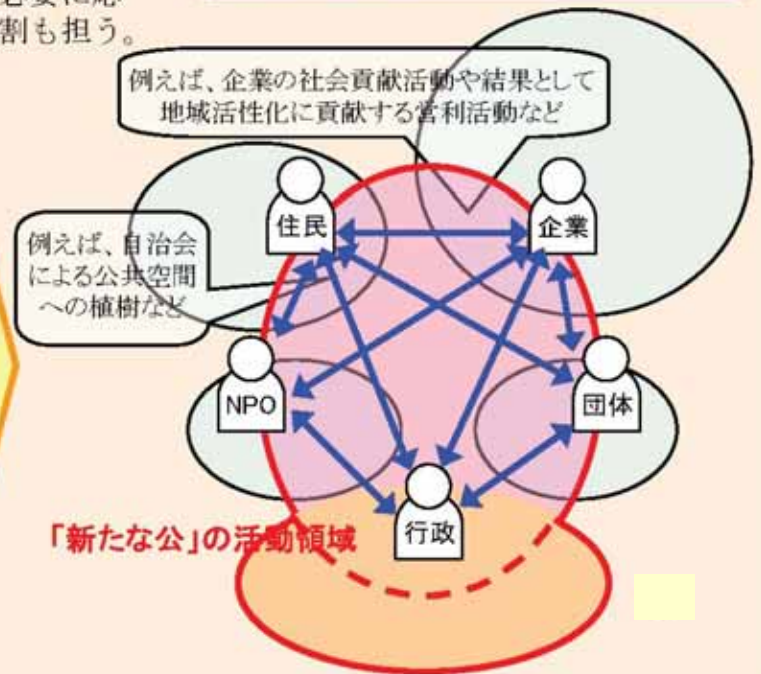 割も担う。
例えば、企業の社会貢献活動や結果として
地域活性化に貢献する営利活動など
住民
企業
例えば、自治会
による公共空間
への植樹など
NPO
団体
行政
「新たな公」の活動領域